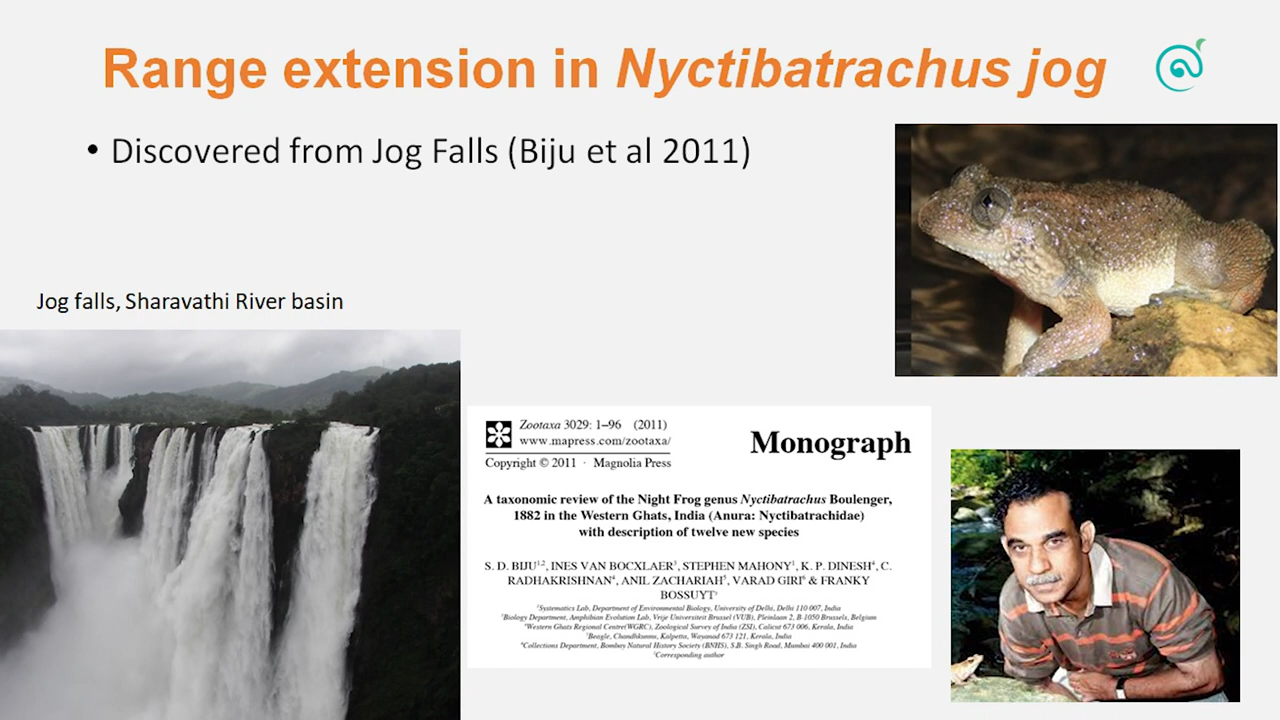 Range extension in Nyctibatrachus jog
• Discovered from Jog Falls (Biju et al 2011)
Jog falls, Sharavathi River basin
Zootaxa 3029: 1–96 (2011)
www.mapress.com/zootaxa/
Copyright © 2011 · Magnolia Press
Monograph
A taxonomic review of the Night Frog genus Nyctibatrachus Boulenger,
1882 in the Western Ghats, India (Anura: Nyctibatrachidae)
with description of twelve new species
S. D. BIJU1,2, INES VAN BOCXLAER3, STEPHEN MAHONY1, K. P. DINESH4, C.
RADHAKRISHNAN4, ANIL ZACHARIAH5, VARAD GIRI6 & FRANKY
BOSSUYT3
1Systematics Lab, Department of Environmental Biology, University of Delhi, Delhi 110 007, India
3Biology Department, Amphibian Evolution Lab, Vrije Universiteit Brussel (VUB), Pleinlaan 2, B-1050 Brussels, Belgium
4Western Ghats Regional Centre(WGRC), Zoological Survey of India (ZSI), Calicut 673 006, Kerala, India
5Beagle, Chandikunnu, Kalpetta, Wayanad 673 121, Kerala, India
6Collections Department, Bombay Natural History Society (BNHS), S.B. Singh Road, Mumbai 400 001, India
2Corresponding author